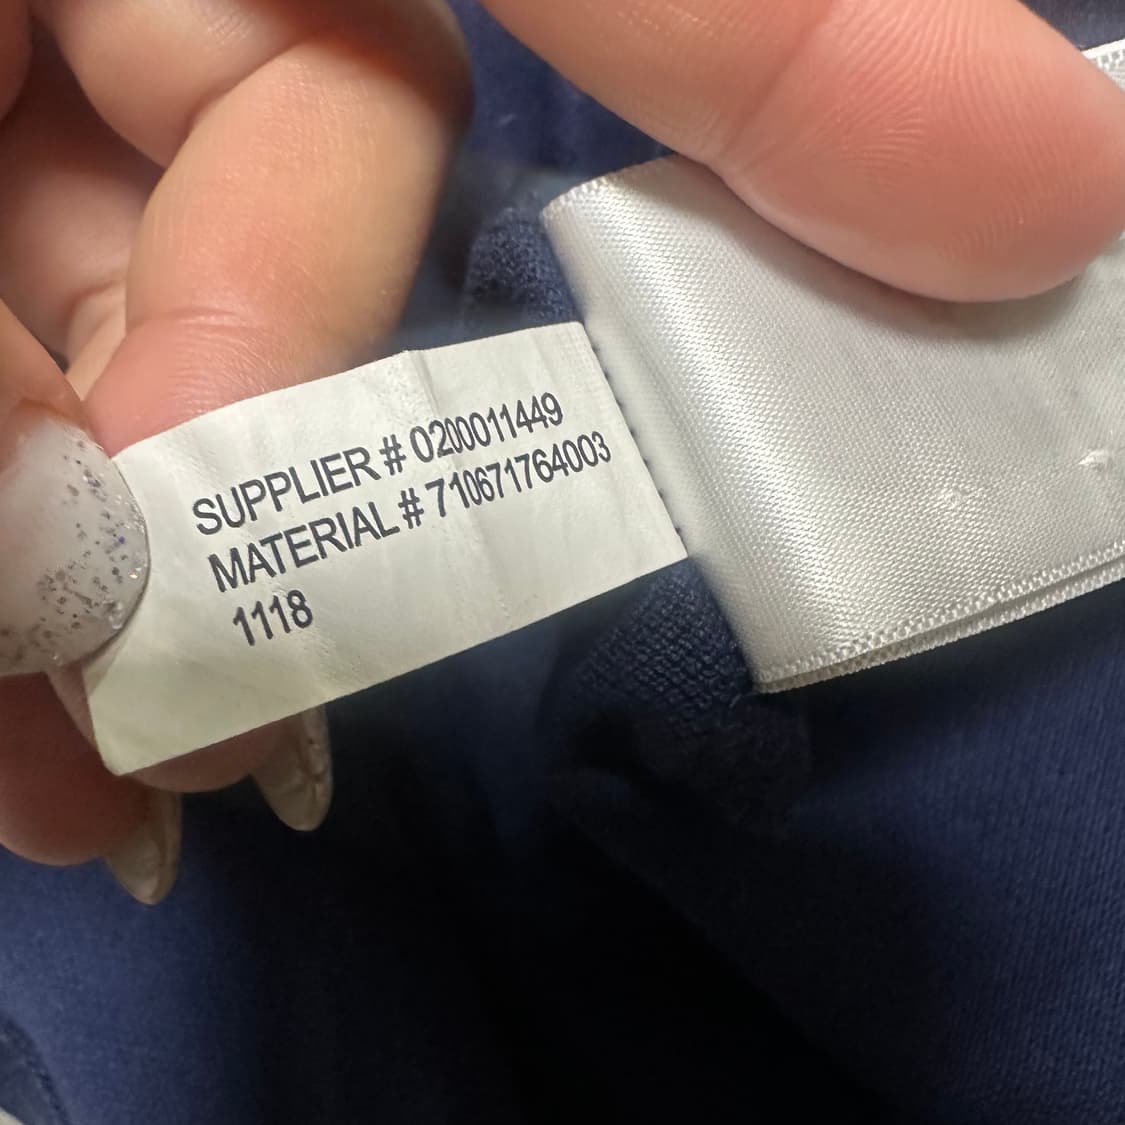 SUPPLIER # 0200011449
MATERIAL # 710671764003
1118